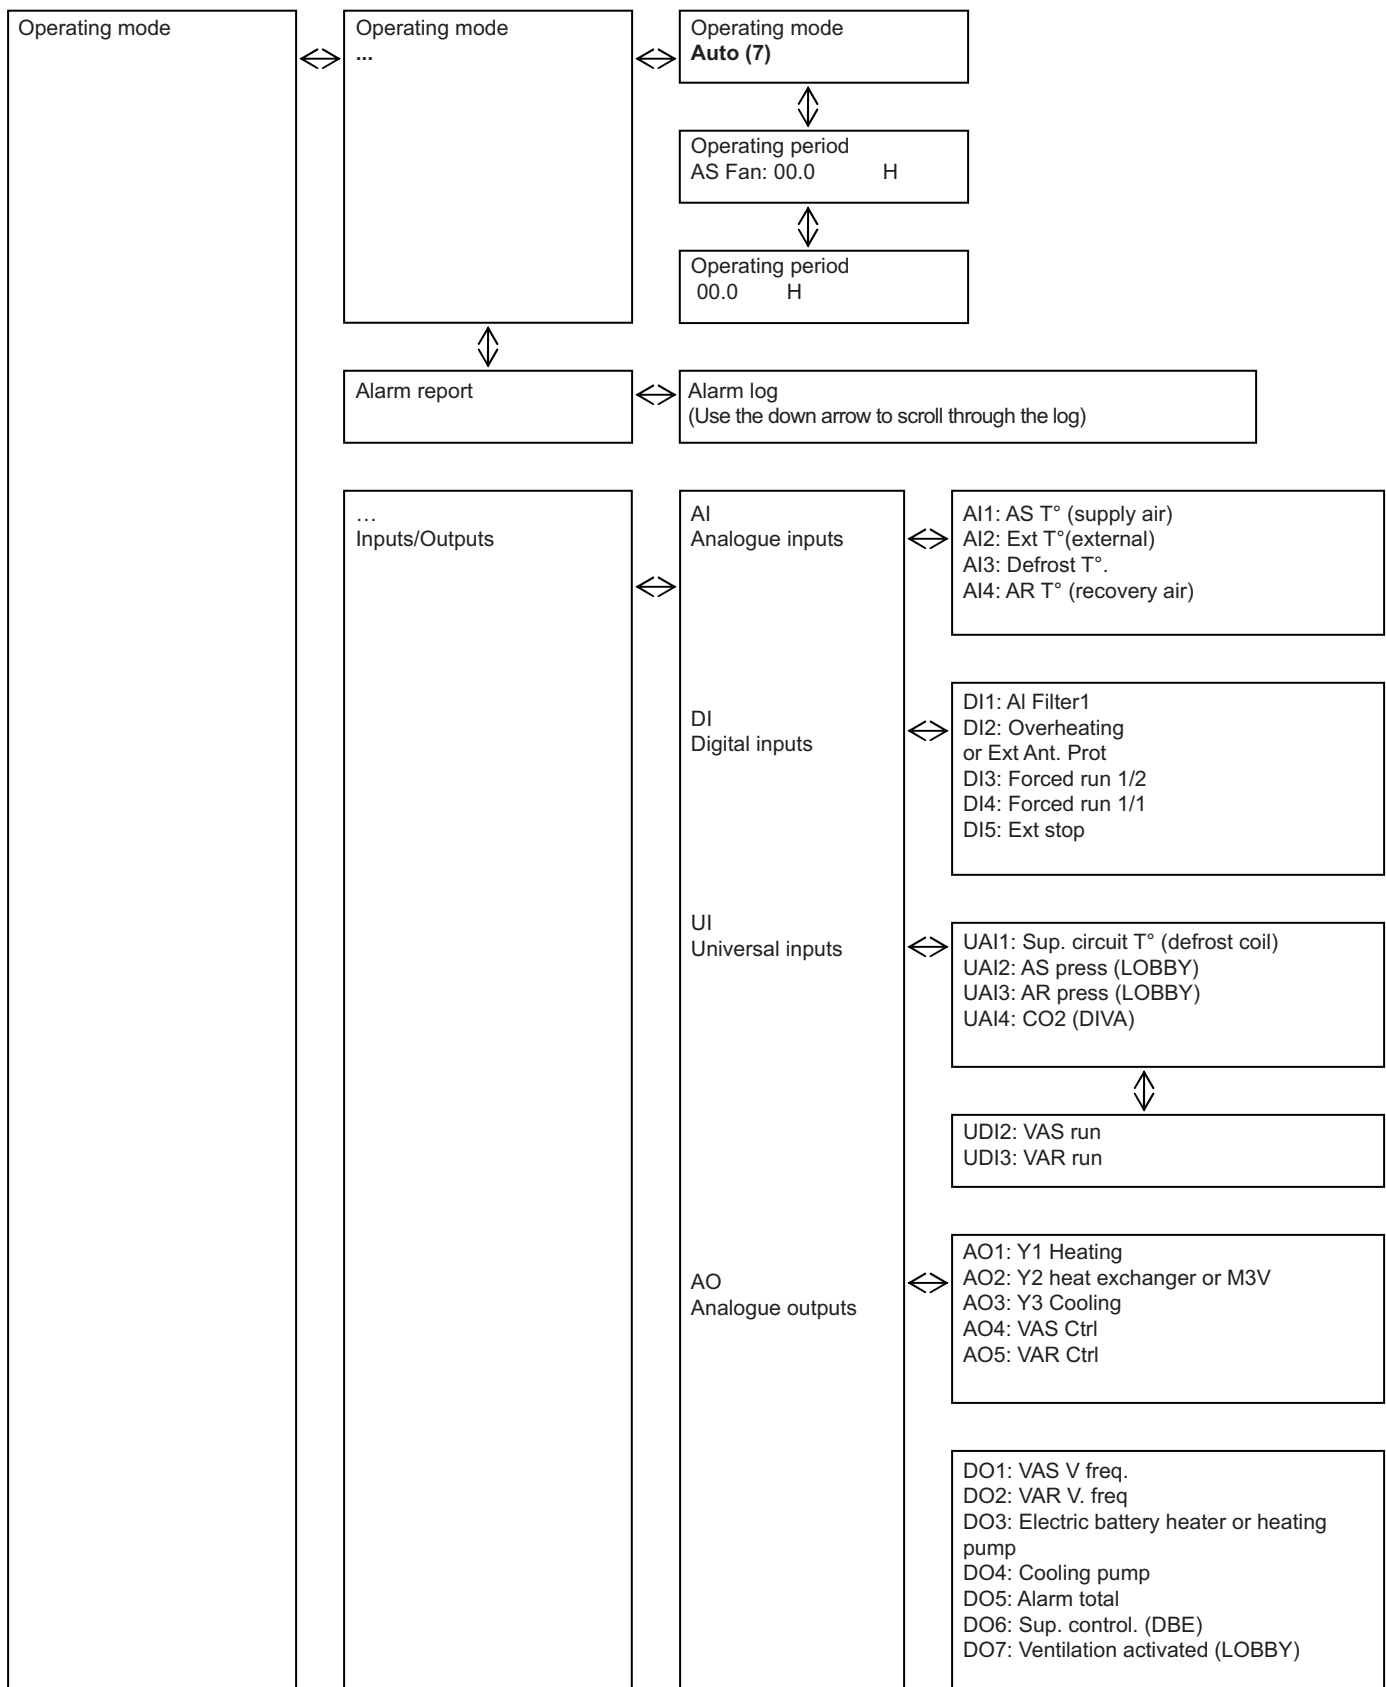 Operating mode
Operating mode
...
Operating mode
Auto (7)
Operating period
AS Fan: 00.0 H
Operating period
00.0 H
Alarm report
Alarm log
(Use the down arrow to scroll through the log)
…
Inputs/Outputs
AI
Analogue inputs
AI1: AS T° (supply air)
AI2: Ext T°(external)
AI3: Defrost T°.
AI4: AR T° (recovery air)
DI
Digital inputs
DI1: AI Filter1
DI2: Overheating
or Ext Ant. Prot
DI3: Forced run 1/2
DI4: Forced run 1/1
DI5: Ext stop
UI
Universal inputs
UAI1: Sup. circuit T° (defrost coil)
UAI2: AS press (LOBBY)
UAI3: AR press (LOBBY)
UAI4: CO2 (DIVA)
UDI2: VAS run
UDI3: VAR run
AO
Analogue outputs
AO1: Y1 Heating
AO2: Y2 heat exchanger or M3V
AO3: Y3 Cooling
AO4: VAS Ctrl
AO5: VAR Ctrl
DO1: VAS V freq.
DO2: VAR V. freq
DO3: Electric battery heater or heating
pump
DO4: Cooling pump
DO5: Alarm total
DO6: Sup. control. (DBE)
DO7: Ventilation activated (LOBBY)